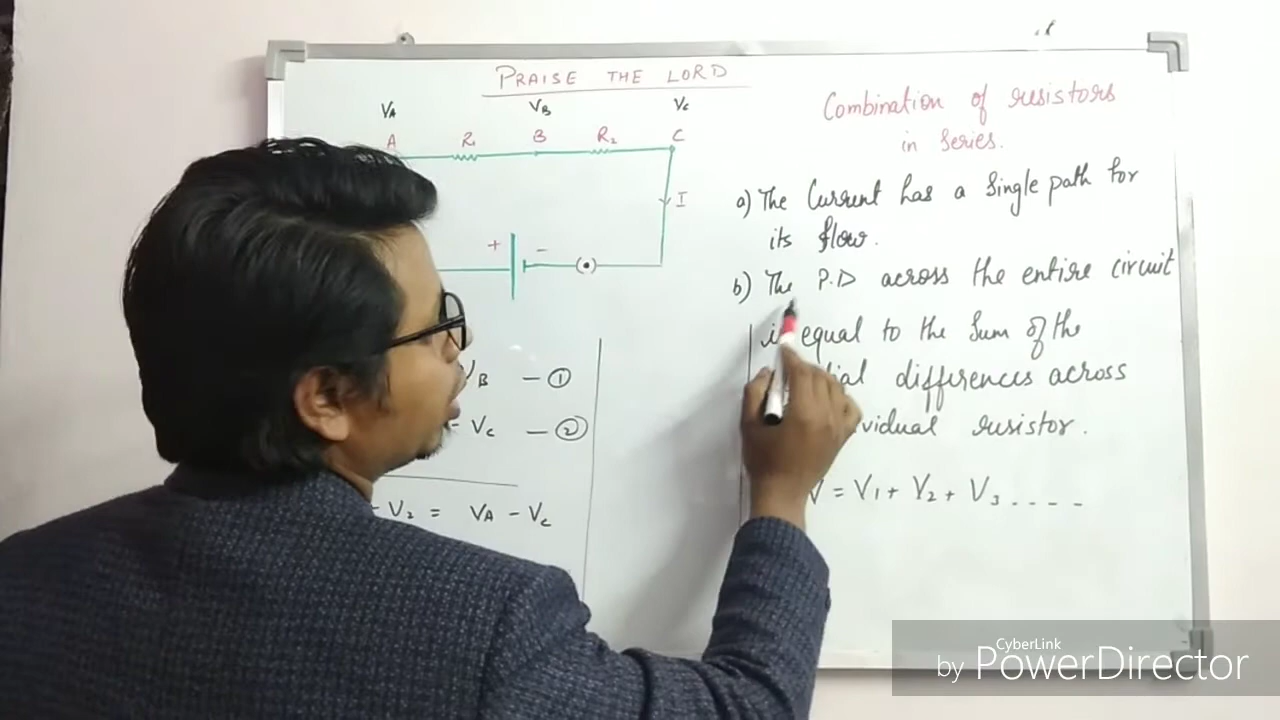 PRAISE THE LORD
VA VB VC
A R1 B R2 C
I
+ −
VB — ①
- VC — ②
- V2 = VA - VC
Combination of resistors
in Series.
a) The Current has a Single path for
its flow.
b) The P.D across the entire circuit
is equal to the Sum of the
differences across
resistor.
V = V1 + V2 + V3 . . . . .
CyberLink
by PowerDirector